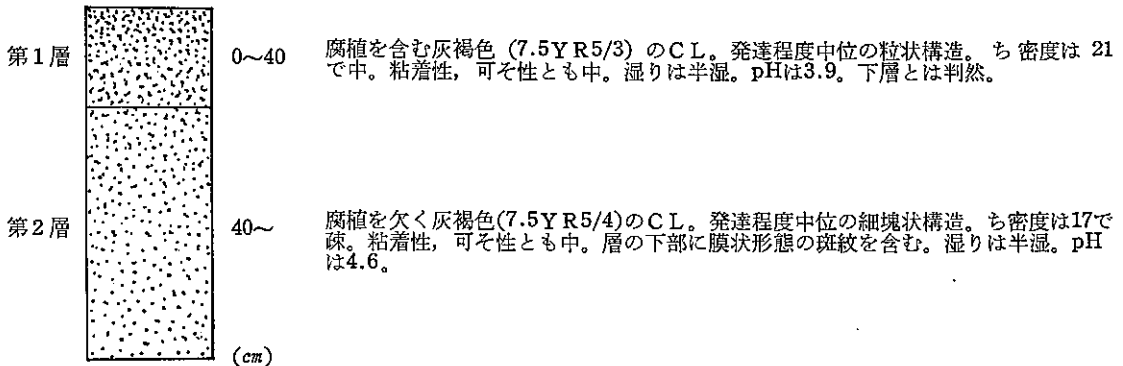 第1層 0~40 腐植を含む灰褐色 (7.5YR5/3) のCL。発達程度中位の粒状構造。ち密度は 21
で中。粘着性,可そ性とも中。湿りは半湿。pHは3.9。下層とは判然。
第2層 40~ 腐植を欠く灰褐色(7.5YR5/4)のCL。発達程度中位の細塊状構造。ち密度は17で
疎。粘着性,可そ性とも中。層の下部に膜状形態の斑紋を含む。湿りは半湿。pH
は4.6。
(cm)